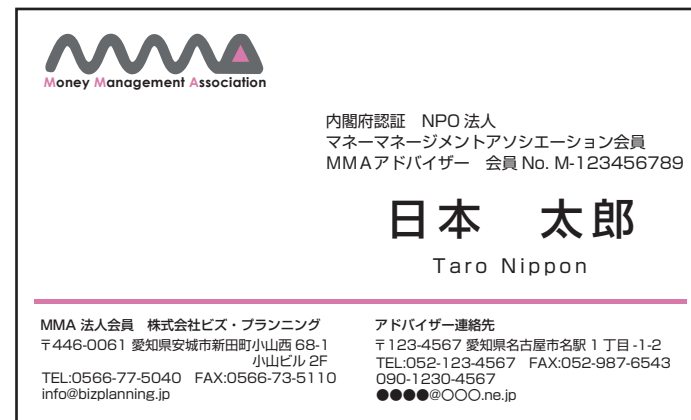 MMA
Money Management Association
内閣府認証　NPO 法人
マネーマネージメントアソシエーション会員
MMAアドバイザー　会員 No. M-123456789
日本　太郎
Taro Nippon
MMA 法人会員　株式会社ビズ・プランニング
〒446-0061 愛知県安城市新田町小山西 68-1
小山ビル 2F
TEL:0566-77-5040　FAX:0566-73-5110
info@bizplanning.jp
アドバイザー連絡先
〒123-4567 愛知県名古屋市名駅 1 丁目 -1-2
TEL:052-123-4567　FAX:052-987-6543
090-1230-4567
●●●●@○○○.ne.jp